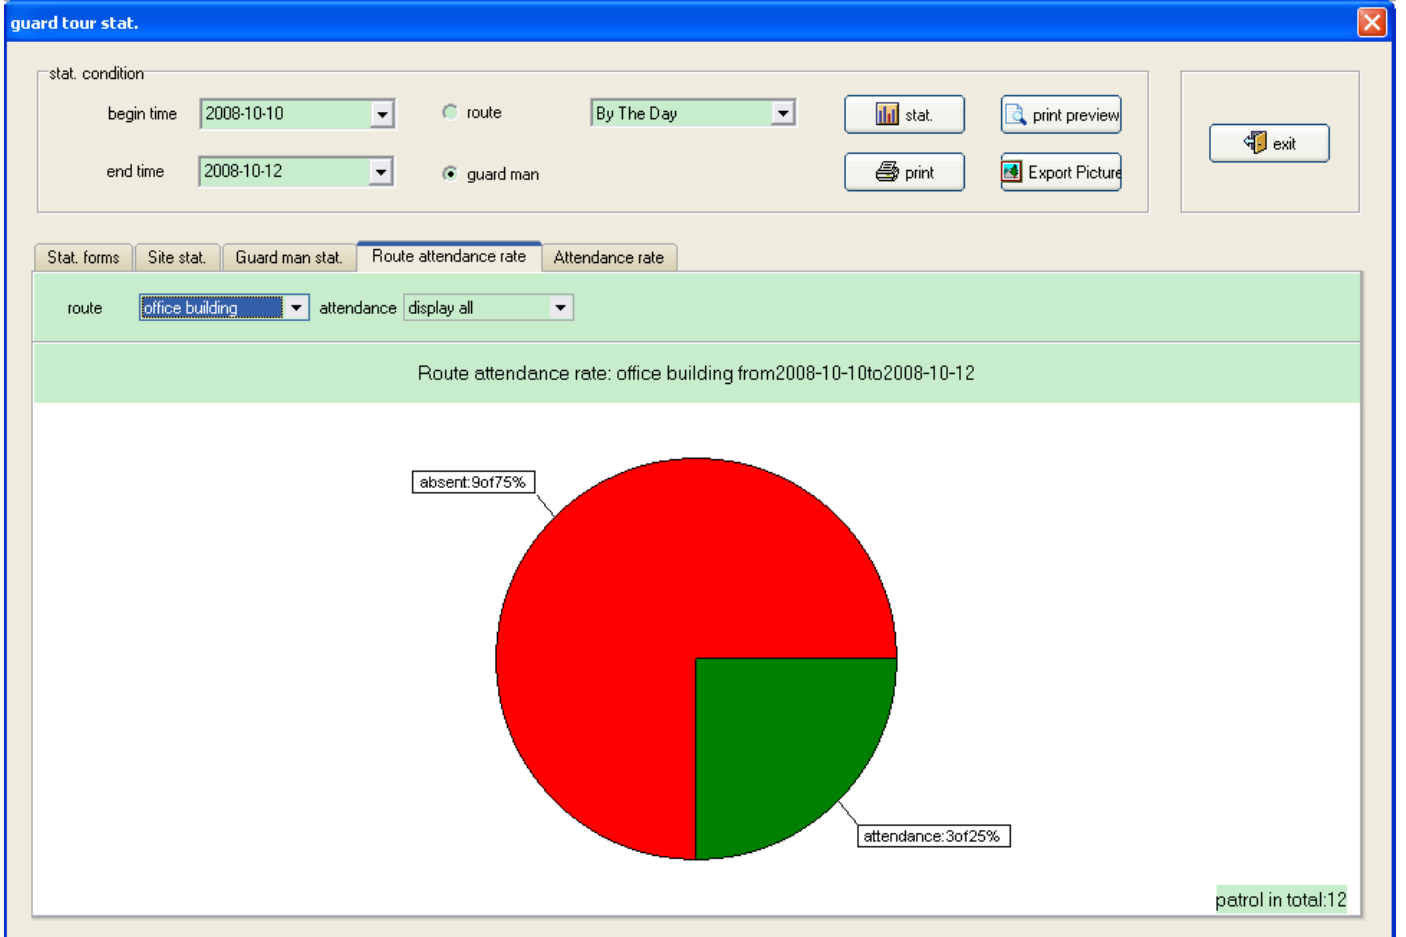 guard tour stat.
stat. condition
begin time 2008-10-10 route By The Day stat. print preview
exit
end time 2008-10-12 guard man print Export Picture
Stat. forms Site stat. Guard man stat. Route attendance rate Attendance rate
route office building attendance display all
Route attendance rate: office building from2008-10-10to2008-10-12
absent:9of75%
attendance:3of25%
patrol in total:12